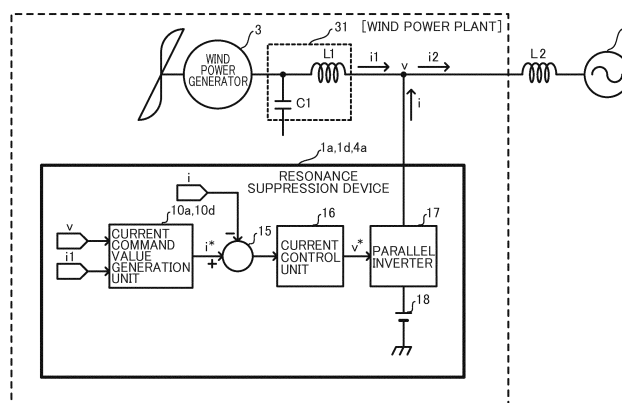 [WIND POWER PLANT]
31
3
L1
i1
v
i2
L2
WIND
POWER
GENERATOR
C1
i
1a,1d,4a
RESONANCE
SUPPRESSION DEVICE
i
10a,10d
15
16
17
v
i1
CURRENT
COMMAND
VALUE
GENERATION
UNIT
i*
−
+
CURRENT
CONTROL
UNIT
v*
PARALLEL
INVERTER
18